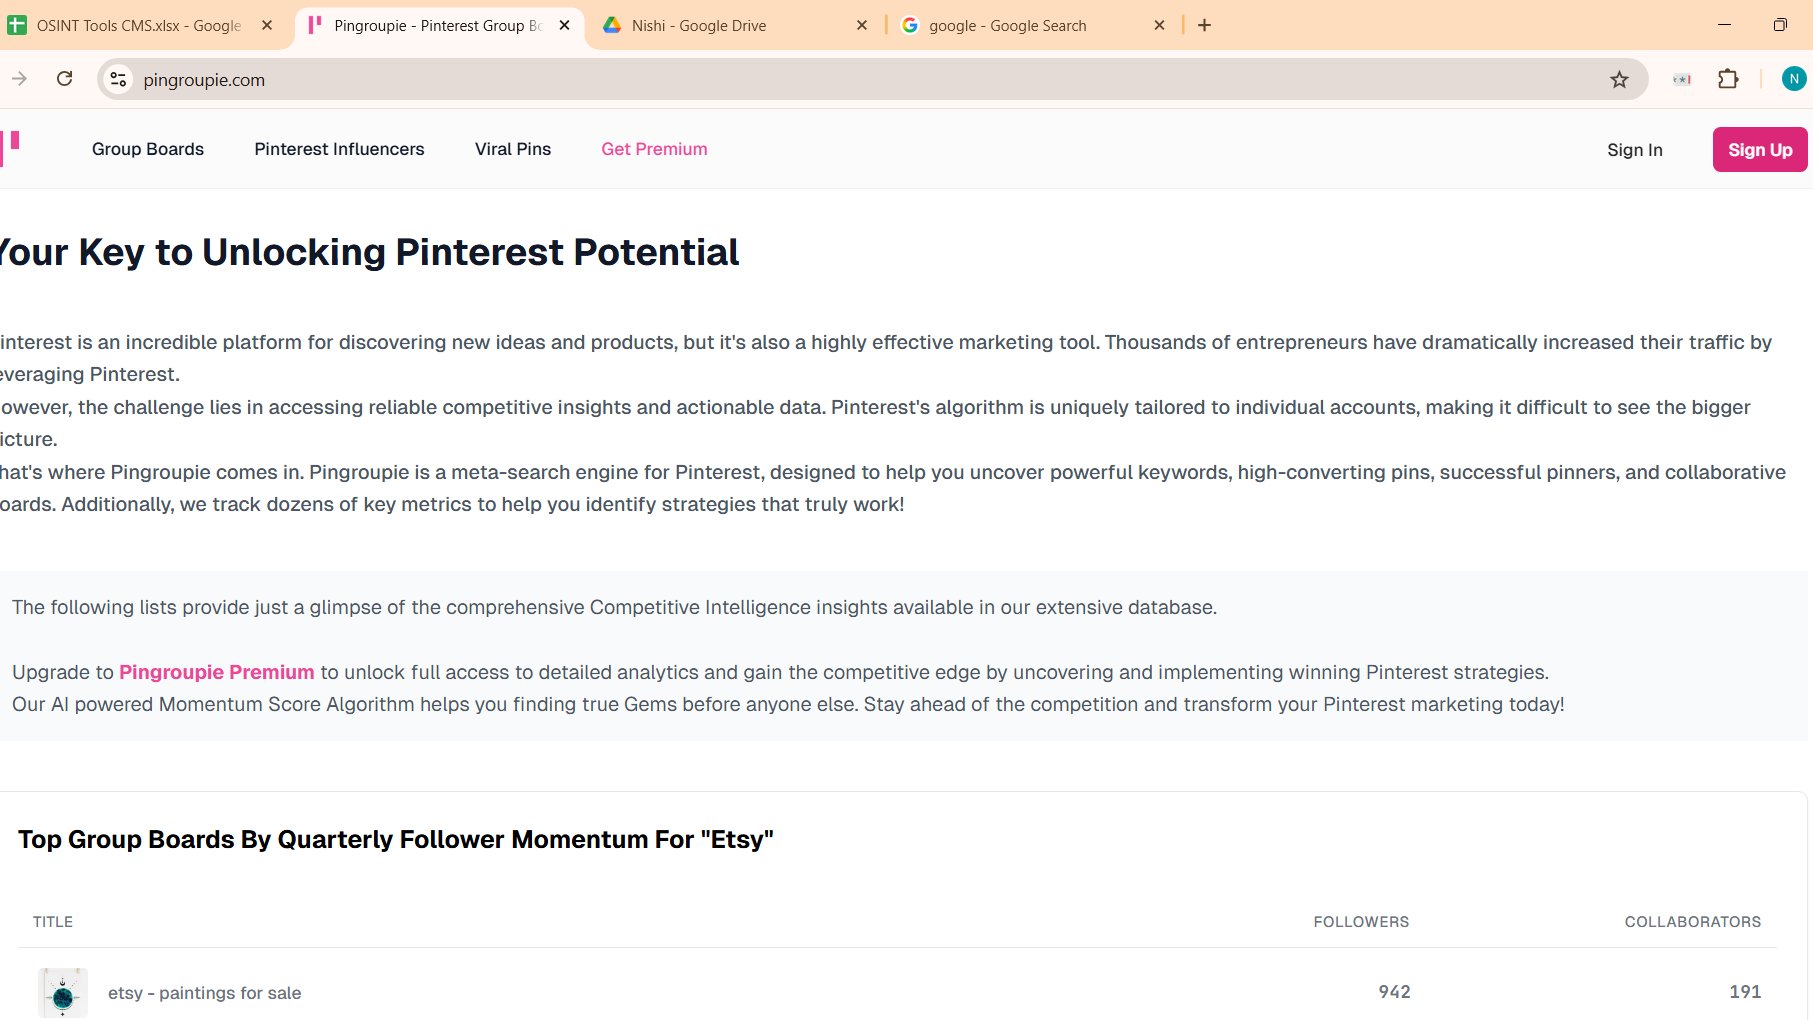 OSINT Tools CMS.xlsx - Google
Pingroupie - Pinterest Group Bo
Nishi - Google Drive
google - Google Search
pingroupie.com
N
Group Boards
Pinterest Influencers
Viral Pins
Get Premium
Sign In
Sign Up
Your Key to Unlocking Pinterest Potential
interest is an incredible platform for discovering new ideas and products, but it's also a highly effective marketing tool. Thousands of entrepreneurs have dramatically increased their traffic by
everaging Pinterest.
owever, the challenge lies in accessing reliable competitive insights and actionable data. Pinterest's algorithm is uniquely tailored to individual accounts, making it difficult to see the bigger
icture.
hat's where Pingroupie comes in. Pingroupie is a meta-search engine for Pinterest, designed to help you uncover powerful keywords, high-converting pins, successful pinners, and collaborative
oards. Additionally, we track dozens of key metrics to help you identify strategies that truly work!
The following lists provide just a glimpse of the comprehensive Competitive Intelligence insights available in our extensive database.
Upgrade to Pingroupie Premium to unlock full access to detailed analytics and gain the competitive edge by uncovering and implementing winning Pinterest strategies.
Our AI powered Momentum Score Algorithm helps you finding true Gems before anyone else. Stay ahead of the competition and transform your Pinterest marketing today!
Top Group Boards By Quarterly Follower Momentum For "Etsy"
TITLE
FOLLOWERS
COLLABORATORS
etsy - paintings for sale
942
191